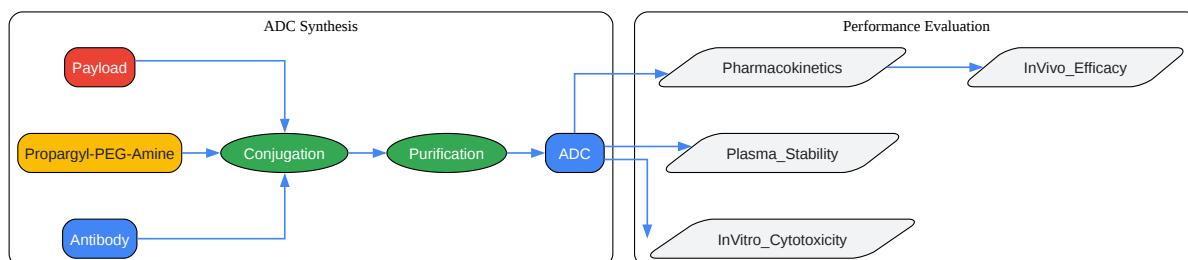 ADC Synthesis
Payload
Propargyl-PEG-Amine
Conjugation
Purification
ADC
Antibody
Performance Evaluation
Pharmacokinetics
InVivo_Efficacy
Plasma_Stability
InVitro_Cytotoxicity